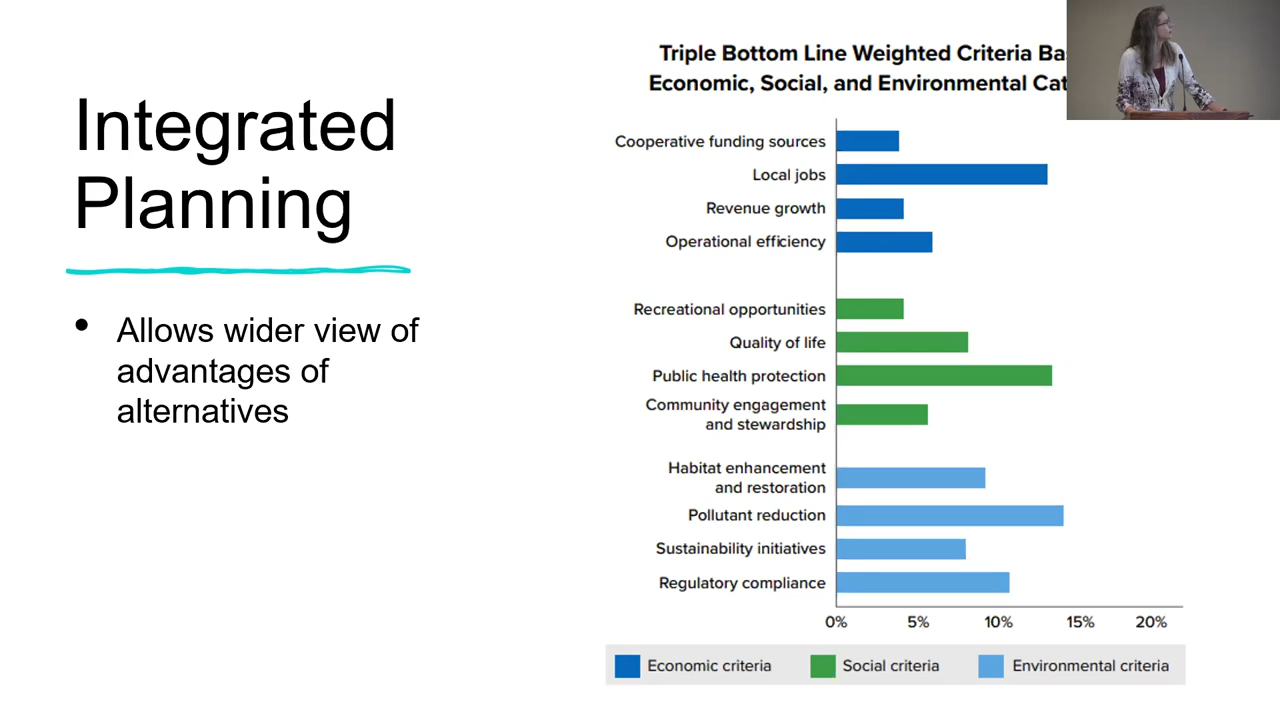 Integrated
Planning
• Allows wider view of
advantages of
alternatives
Triple Bottom Line Weighted Criteria
Economic, Social, and Environmental
Cooperative funding sources
Local jobs
Revenue growth
Operational efficiency
Recreational opportunities
Quality of life
Public health protection
Community engagement
and stewardship
Habitat enhancement
and restoration
Pollutant reduction
Sustainability initiatives
Regulatory compliance
0% 5% 10% 15% 20%
Economic criteria Social criteria Environmental criteria